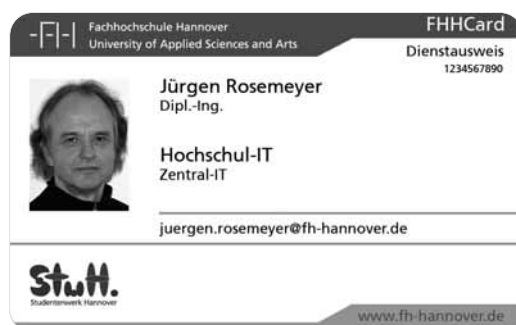 -F|H-|
Fachhochschule Hannover
University of Applied Sciences and Arts
FHHCard
Dienstausweis
1234567890
Jürgen Rosemeyer
Dipl.-Ing.
Hochschul-IT
Zentral-IT
juergen.rosemeyer@fh-hannover.de
StuH.
Studentenwerk Hannover
www.fh-hannover.de